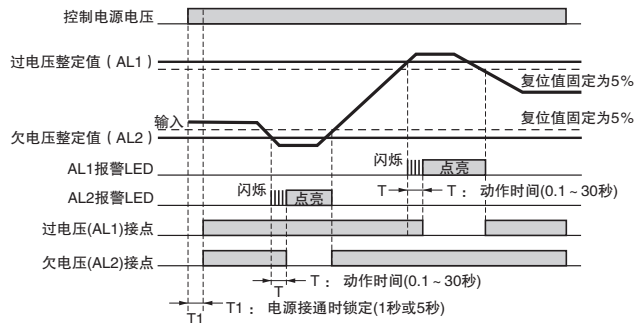 控制电源电压
过电压整定值（AL1）
复位值固定为5%
输入
复位值固定为5%
欠电压整定值（AL2）
AL1报警LED
闪烁
点亮
T
T： 动作时间(0.1～30秒)
AL2报警LED
闪烁
点亮
过电压(AL1)接点
欠电压(AL2)接点
T
T： 动作时间(0.1～30秒)
T1
T1： 电源接通时锁定(1秒或5秒)